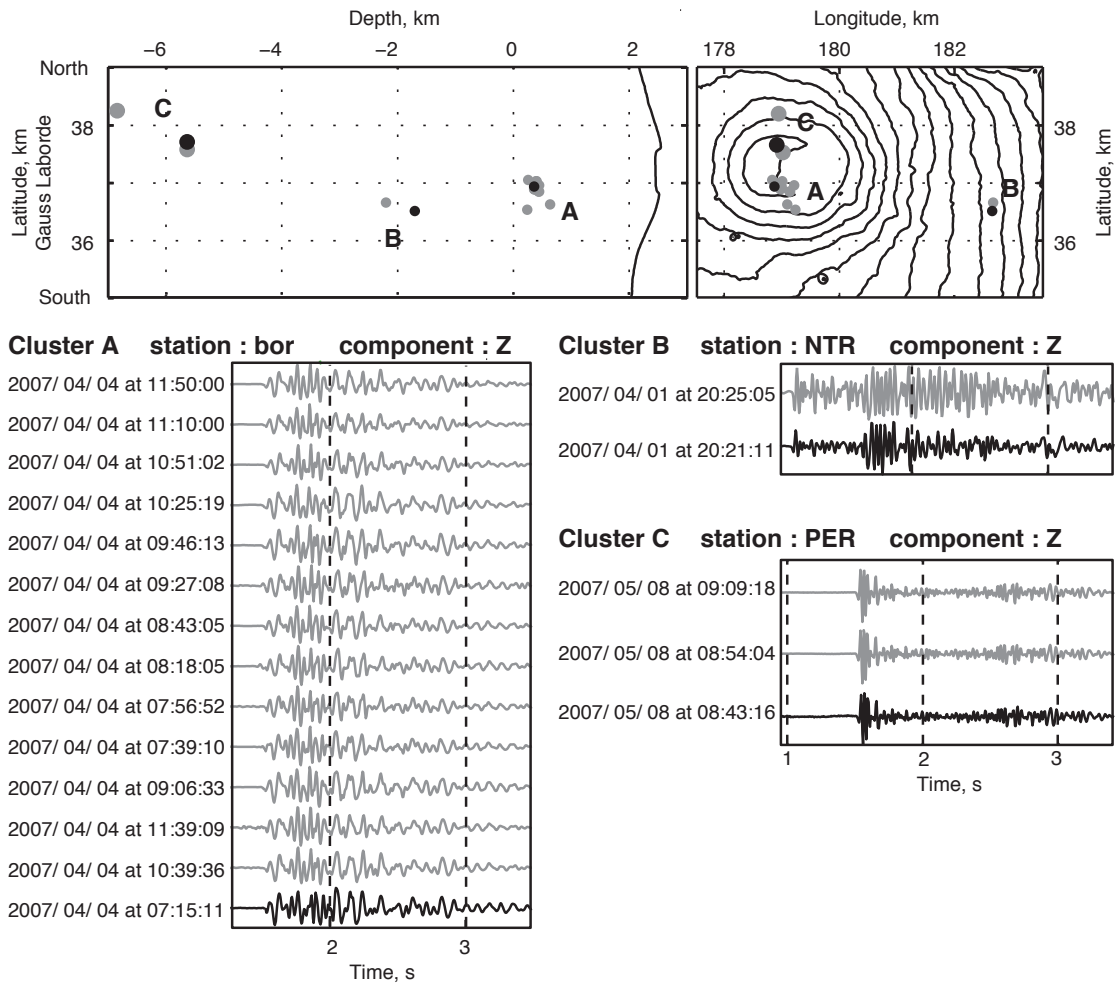 Depth, km
Longitude, km
−6 −4 −2 0 2
178 180 182
North
38
36
South
Latitude, km
Gauss Laborde
C
B
A
C
A
B
38
36
Latitude, km
Cluster A station : bor component : Z
2007/ 04/ 04 at 11:50:00
2007/ 04/ 04 at 11:10:00
2007/ 04/ 04 at 10:51:02
2007/ 04/ 04 at 10:25:19
2007/ 04/ 04 at 09:46:13
2007/ 04/ 04 at 09:27:08
2007/ 04/ 04 at 08:43:05
2007/ 04/ 04 at 08:18:05
2007/ 04/ 04 at 07:56:52
2007/ 04/ 04 at 07:39:10
2007/ 04/ 04 at 09:06:33
2007/ 04/ 04 at 11:39:09
2007/ 04/ 04 at 10:39:36
2007/ 04/ 04 at 07:15:11
2 3
Time, s
Cluster B station : NTR component : Z
2007/ 04/ 01 at 20:25:05
2007/ 04/ 01 at 20:21:11
Cluster C station : PER component : Z
2007/ 05/ 08 at 09:09:18
2007/ 05/ 08 at 08:54:04
2007/ 05/ 08 at 08:43:16
1 2 3
Time, s